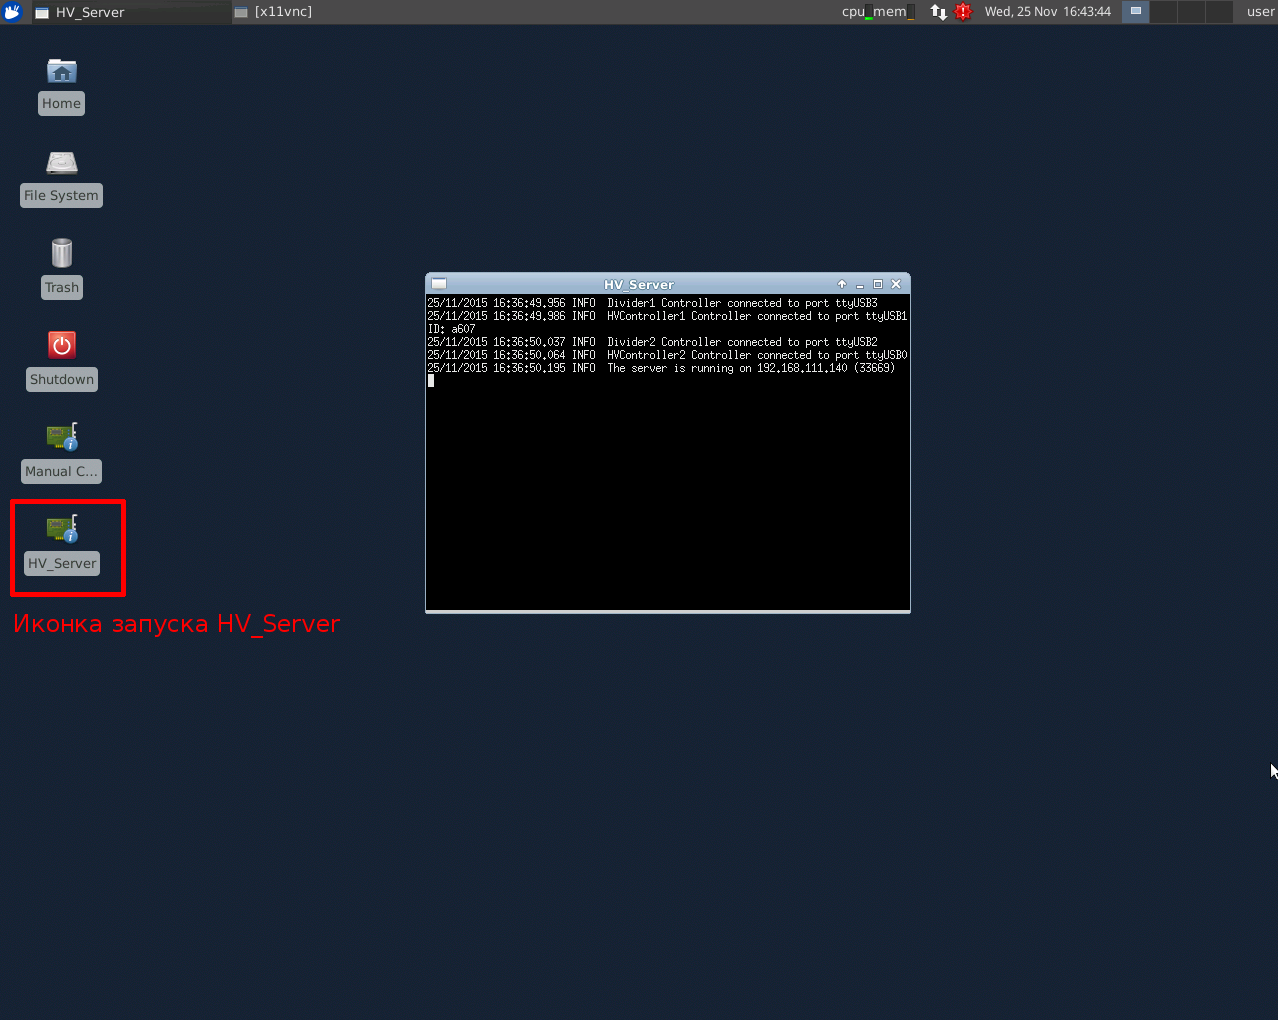 HV_Server
[x11vnc]
cpu
mem
Wed, 25 Nov 16:43:44
user
Home
File System
Trash
Shutdown
Manual C...
HV_Server
Иконка запуска HV_Server
HV_Server
25/11/2015 16:36:49.956 INFO Divider1 Controller connected to port ttyUSB3
25/11/2015 16:36:49.986 INFO HVController1 Controller connected to port ttyUSB1
ID: a607
25/11/2015 16:36:50.037 INFO Divider2 Controller connected to port ttyUSB2
25/11/2015 16:36:50.064 INFO HVController2 Controller connected to port ttyUSB0
25/11/2015 16:36:50.195 INFO The server is running on 192.168.111.140 (33669)